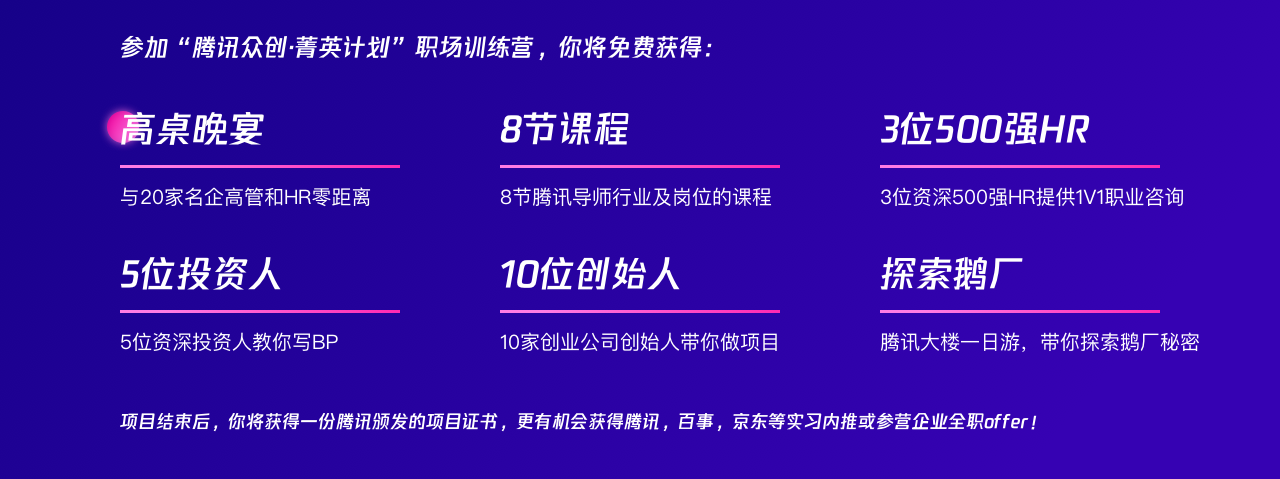 参加“腾讯众创·菁英计划”职场训练营，你将免费获得：
高桌晚宴
与20家名企高管和HR零距离
8节课程
8节腾讯导师行业及岗位的课程
3位500强HR
3位资深500强HR提供1V1职业咨询
5位投资人
5位资深投资人教你写BP
10位创始人
10家创业公司创始人带你做项目
探索鹅厂
腾讯大楼一日游，带你探索鹅厂秘密
项目结束后，你将获得一份腾讯颁发的项目证书，更有机会获得腾讯，百事，京东等实习内推或参营企业全职offer！